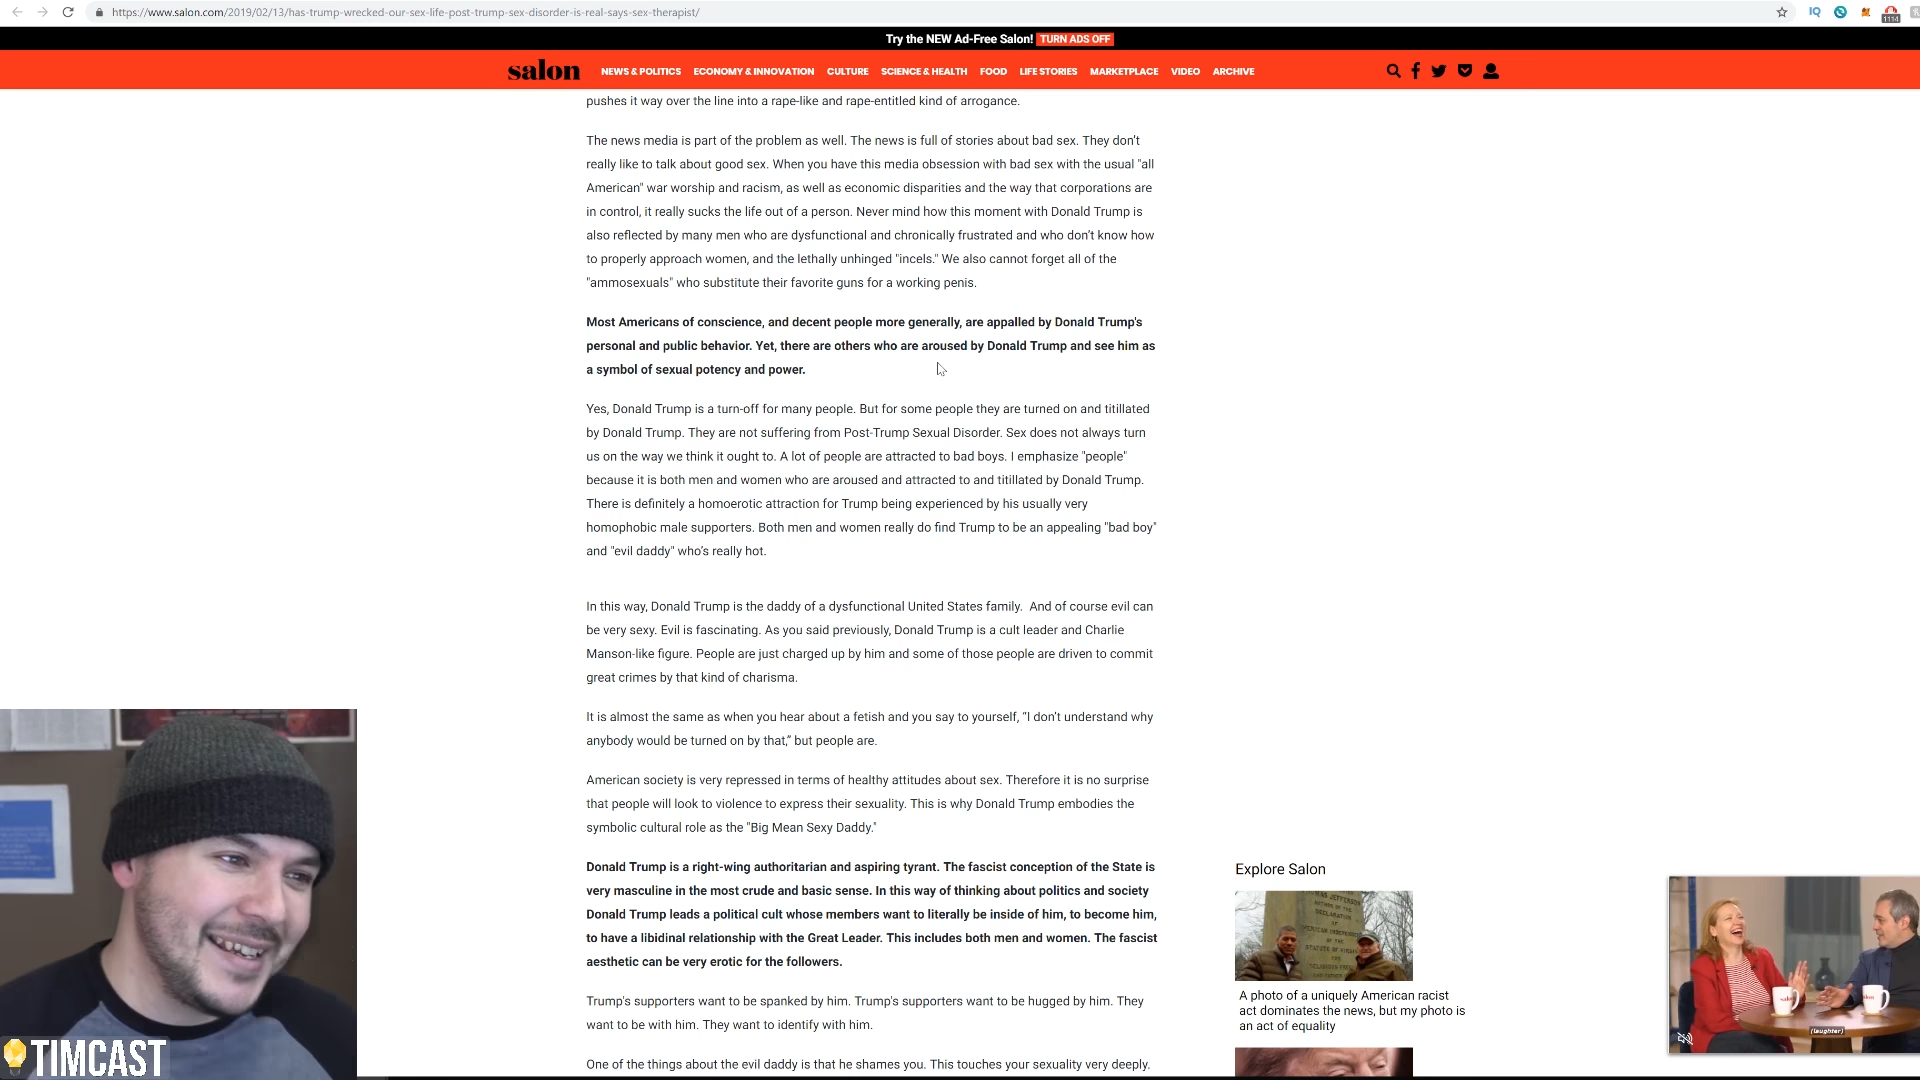 https://www.salon.com/2019/02/13/has-trump-wrecked-our-sex-life-post-trump-sex-disorder-is-real-says-sex-therapist/
IQ
1114
Try the NEW Ad-Free Salon! TURN ADS OFF
salon NEWS & POLITICS ECONOMY & INNOVATION CULTURE SCIENCE & HEALTH FOOD LIFE STORIES MARKETPLACE VIDEO ARCHIVE
pushes it way over the line into a rape-like and rape-entitled kind of arrogance.
The news media is part of the problem as well. The news is full of stories about bad sex. They don’t
really like to talk about good sex. When you have this media obsession with bad sex with the usual "all
American" war worship and racism, as well as economic disparities and the way that corporations are
in control, it really sucks the life out of a person. Never mind how this moment with Donald Trump is
also reflected by many men who are dysfunctional and chronically frustrated and who don’t know how
to properly approach women, and the lethally unhinged "incels." We also cannot forget all of the
"ammosexuals" who substitute their favorite guns for a working penis.
Most Americans of conscience, and decent people more generally, are appalled by Donald Trump's
personal and public behavior. Yet, there are others who are aroused by Donald Trump and see him as
a symbol of sexual potency and power.
Yes, Donald Trump is a turn-off for many people. But for some people they are turned on and titillated
by Donald Trump. They are not suffering from Post-Trump Sexual Disorder. Sex does not always turn
us on the way we think it ought to. A lot of people are attracted to bad boys. I emphasize "people"
because it is both men and women who are aroused and attracted to and titillated by Donald Trump.
There is definitely a homoerotic attraction for Trump being experienced by his usually very
homophobic male supporters. Both men and women really do find Trump to be an appealing "bad boy"
and "evil daddy" who’s really hot.
In this way, Donald Trump is the daddy of a dysfunctional United States family. And of course evil can
be very sexy. Evil is fascinating. As you said previously, Donald Trump is a cult leader and Charlie
Manson-like figure. People are just charged up by him and some of those people are driven to commit
great crimes by that kind of charisma.
It is almost the same as when you hear about a fetish and you say to yourself, “I don’t understand why
anybody would be turned on by that,” but people are.
American society is very repressed in terms of healthy attitudes about sex. Therefore it is no surprise
that people will look to violence to express their sexuality. This is why Donald Trump embodies the
symbolic cultural role as the "Big Mean Sexy Daddy."
Donald Trump is a right-wing authoritarian and aspiring tyrant. The fascist conception of the State is
very masculine in the most crude and basic sense. In this way of thinking about politics and society
Donald Trump leads a political cult whose members want to literally be inside of him, to become him,
to have a libidinal relationship with the Great Leader. This includes both men and women. The fascist
aesthetic can be very erotic for the followers.
Trump's supporters want to be spanked by him. Trump's supporters want to be hugged by him. They
want to be with him. They want to identify with him.
One of the things about the evil daddy is that he shames you. This touches your sexuality very deeply.
Explore Salon
A photo of a uniquely American racist
act dominates the news, but my photo is
an act of equality
(laughter)
TIMCAST